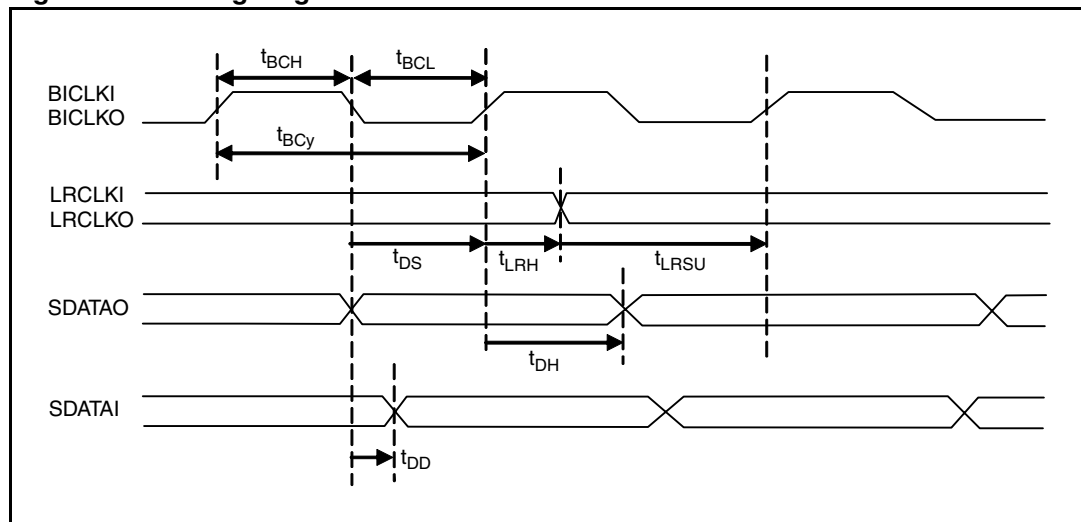 tBCH tBCL
BICLKI
BICLKO
tBCy
LRCLKI
LRCLKO
tDS tLRH tLRSU
SDATAO
tDH
SDATAI
tDD